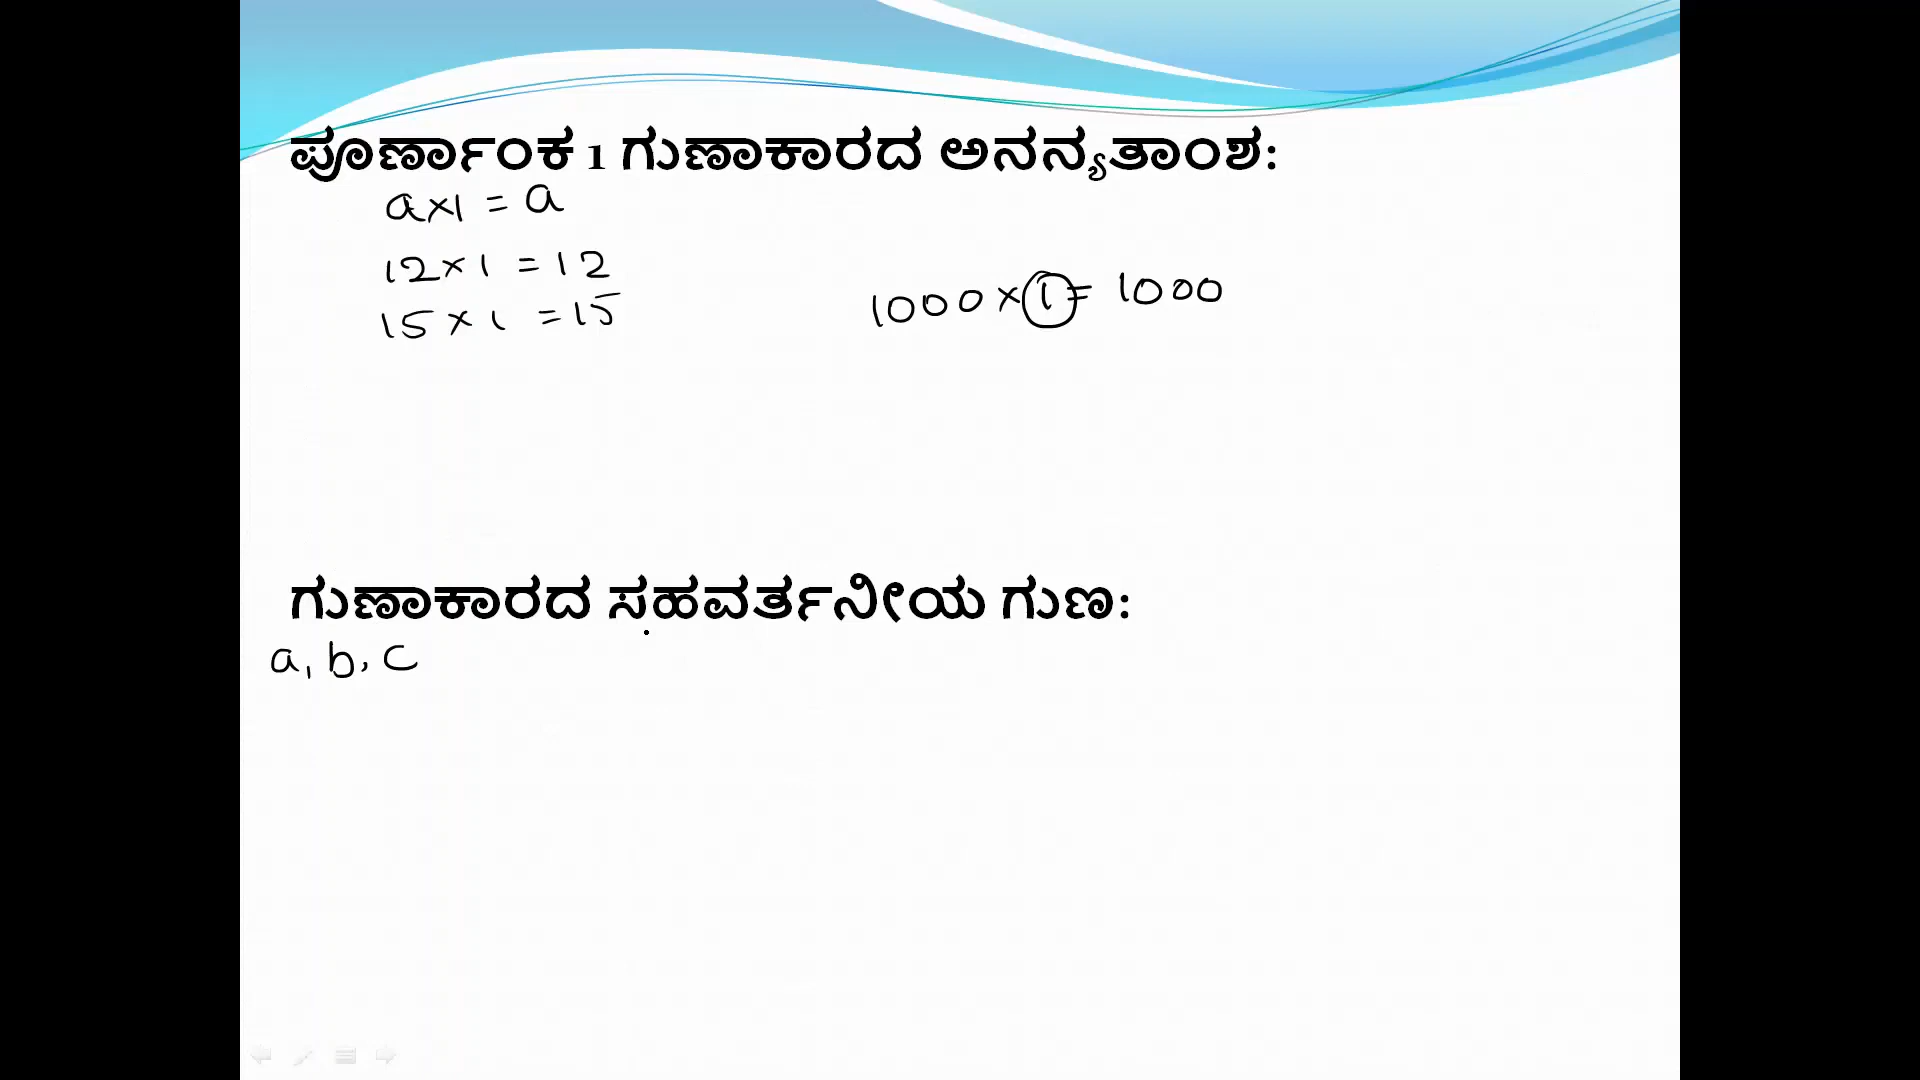 ಪೂರ್ಣಾಂಕ 1 ಗುಣಾಕಾರದ ಅನನ್ಯತಾಂಶ:
a×1 = a
12×1 = 12
15×1 = 15
1000×1= 1000
ಗುಣಾಕಾರದ ಸಹವರ್ತನೀಯ ಗುಣ:
a, b, c